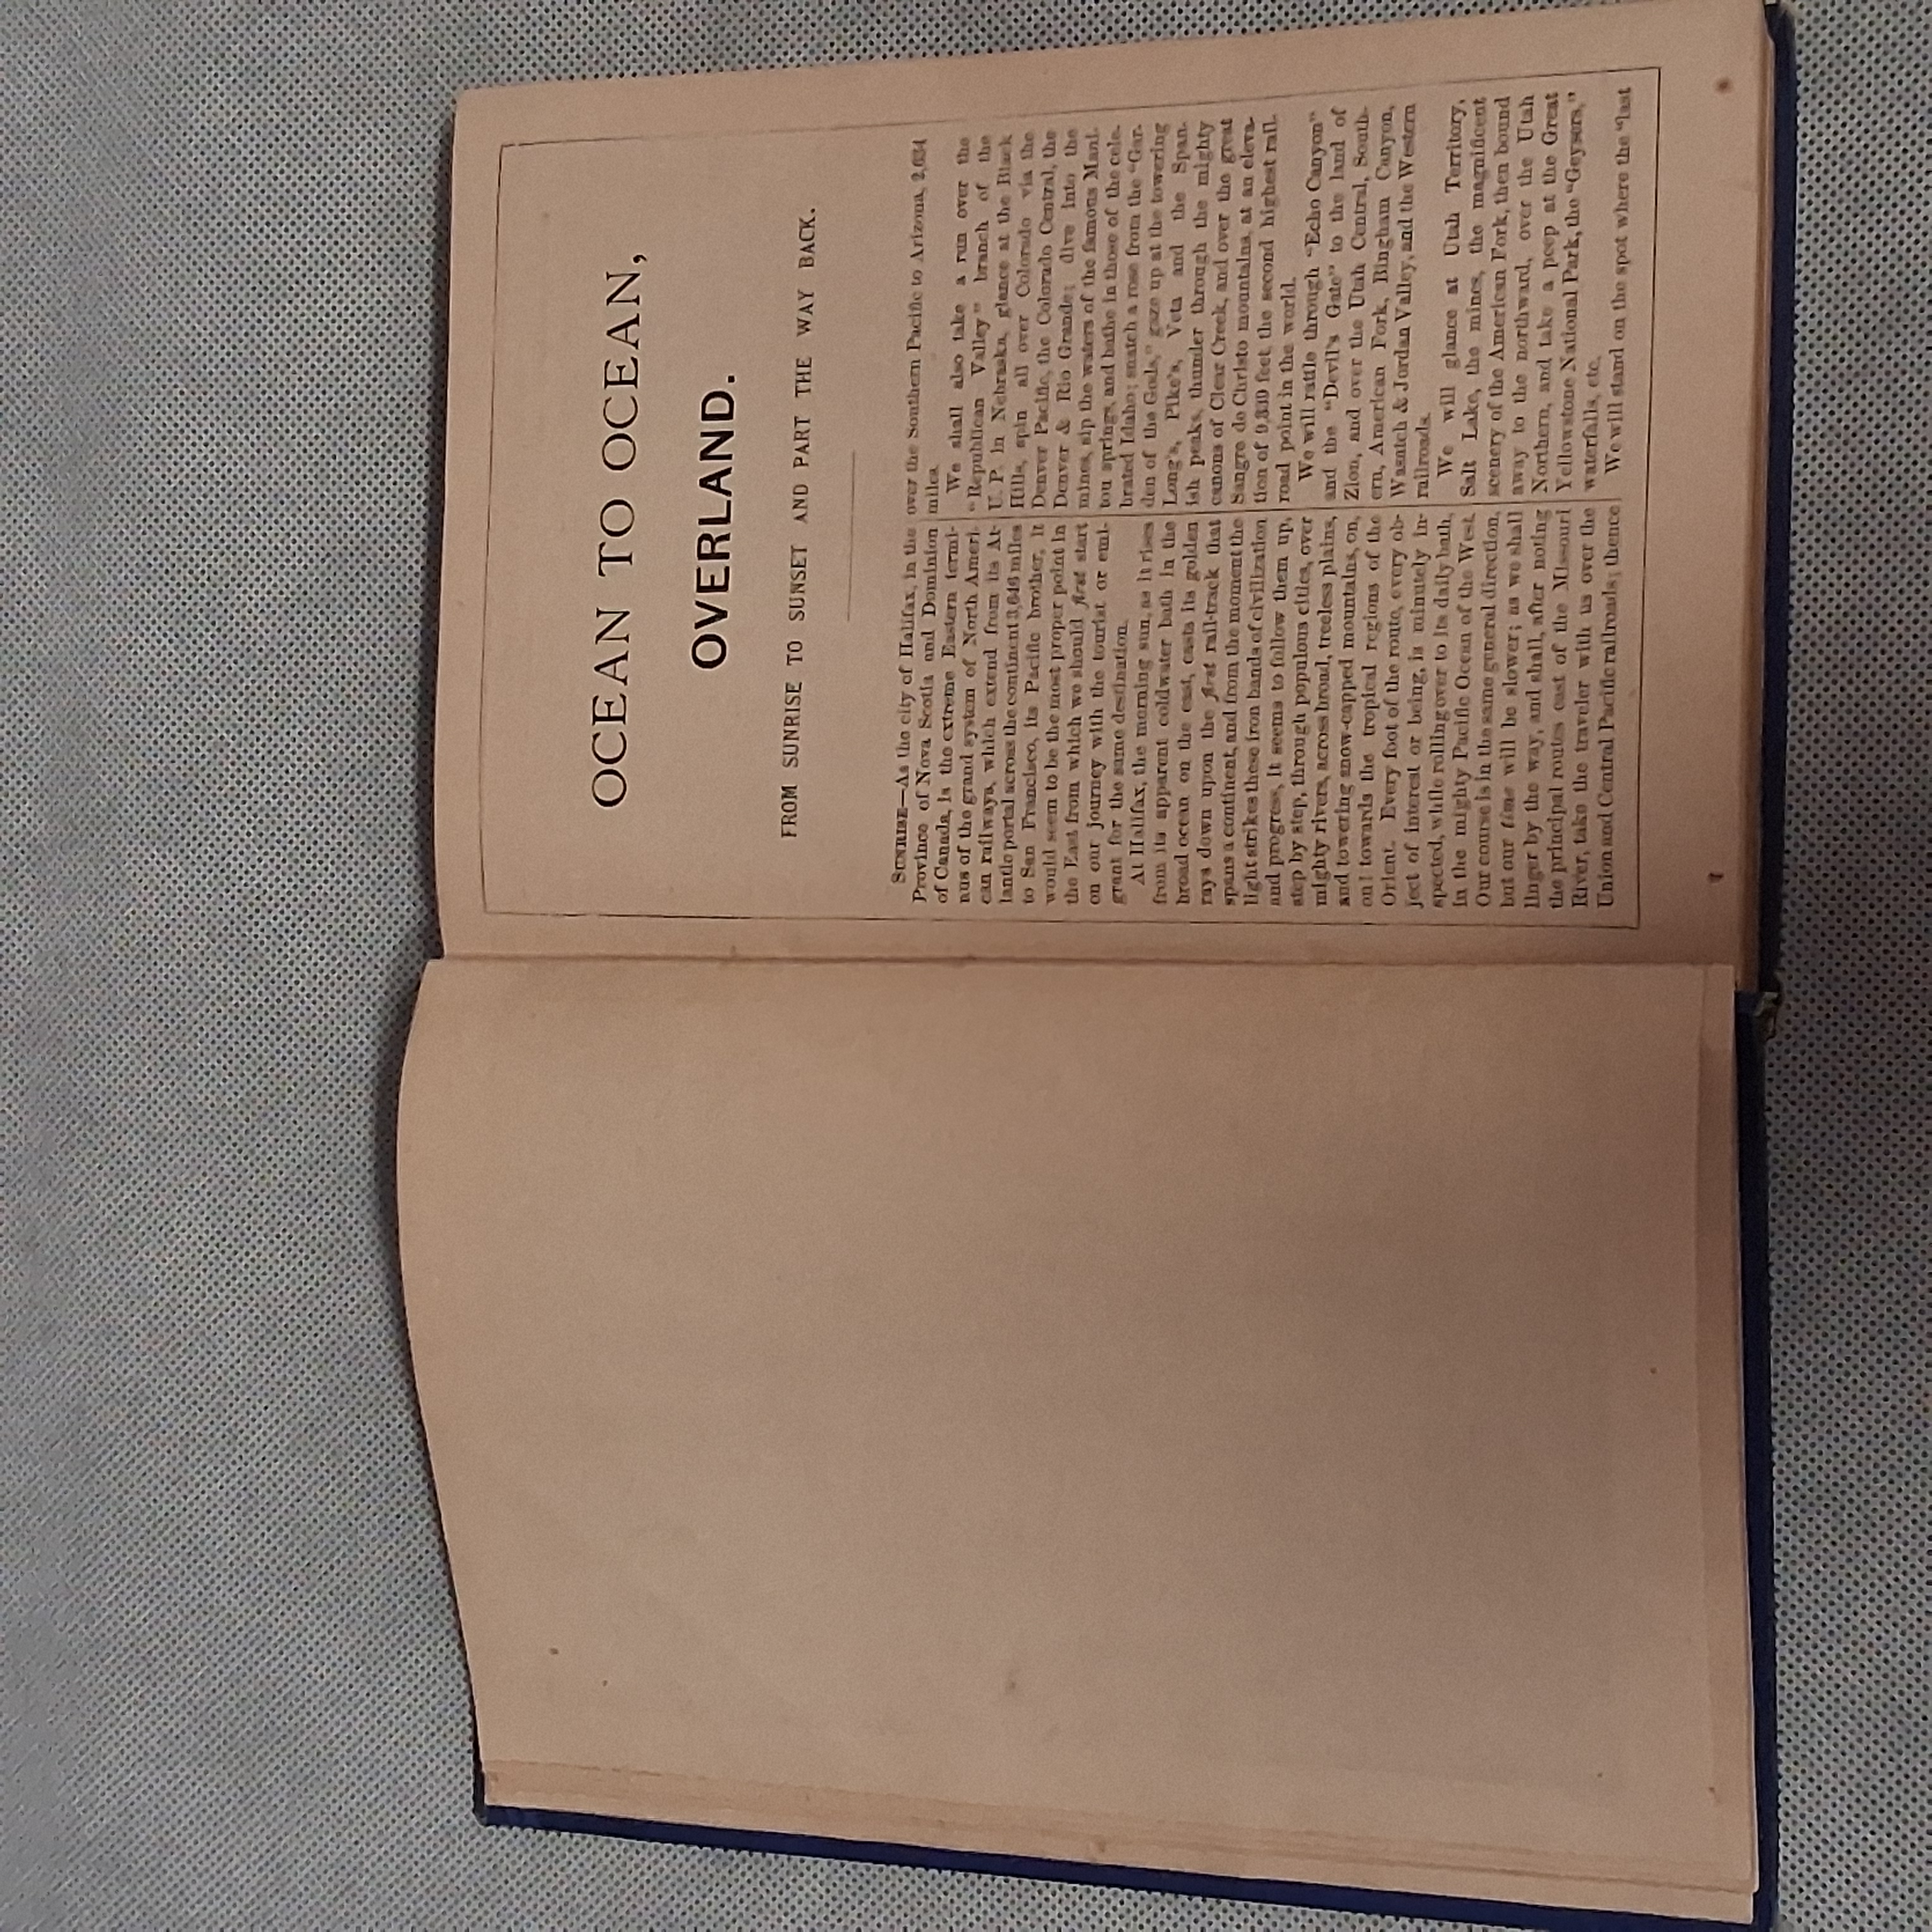 OCEAN TO OCEAN,
OVERLAND.
FROM SUNRISE TO SUNSET AND PART THE WAY BACK.
SUNRISE—As the city of Halifax, in the
Province of Nova Scotia and Dominion
of Canada, is the extreme Eastern termi-
nus of the grand system of North Ameri-
can railways, which extend from its At-
lantic portal across the continent 3,646 miles
to San Francisco, its Pacific brother, it
would seem to be the most proper point in
the East from which we should first start
on our journey with the tourist or emi-
grant for the same destination.
At Halifax, the morning sun, as it rises
from its apparent coldwater bath in the
broad ocean on the east, casts its golden
rays down upon the first rail-track that
spans a continent, and from the moment the
light strikes these iron bands of civilization
and progress, it seems to follow them up,
step by step, through populous cities, over
mighty rivers, across broad, treeless plains,
and towering snow-capped mountains, on,
on! towards the tropical regions of the
Orient. Every foot of the route, every ob-
ject of interest or being, is minutely in-
spected, while rolling over to its daily bath,
in the mighty Pacific Ocean of the West.
Our course is in the same general direction,
but our time will be slower; as we shall
linger by the way, and shall, after noting
the principal routes east of the Missouri
River, take the traveler with us over the
Union and Central Pacific railroads; thence
over the Southern Pacific to Arizona, 2,634
miles.
We shall also take a run over the
"Republican Valley" branch of the
U. P. in Nebraska, glance at the Black
Hills, spin all over Colorado via the
Denver Pacific, the Colorado Central, the
Denver & Rio Grande; dive into the
mines, sip the waters of the famous Mani-
tou springs, and bathe in those of the cele-
brated Idaho; snatch a rose from the "Gar-
den of the Gods," gaze up at the towering
Long's, Pike's, Veta and the Span-
ish peaks, thunder through the mighty
canons of Clear Creek, and over the great
Sangre de Christo mountains, at an eleva-
tion of 9,339 feet, the second highest rail-
road point in the world.
We will rattle through "Echo Canyon"
and the "Devil's Gate" to the land of
Zion, and over the Utah Central, South-
ern, American Fork, Bingham Canyon,
Wasatch & Jordan Valley, and the Western
railroads.
We will glance at Utah Territory,
Salt Lake, the mines, the magnificent
scenery of the American Fork, then bound
away to the northward, over the Utah
Northern, and take a peep at the Great
Yellowstone National Park, the "Geysers,"
waterfalls, etc.
We will stand on the spot where the "last